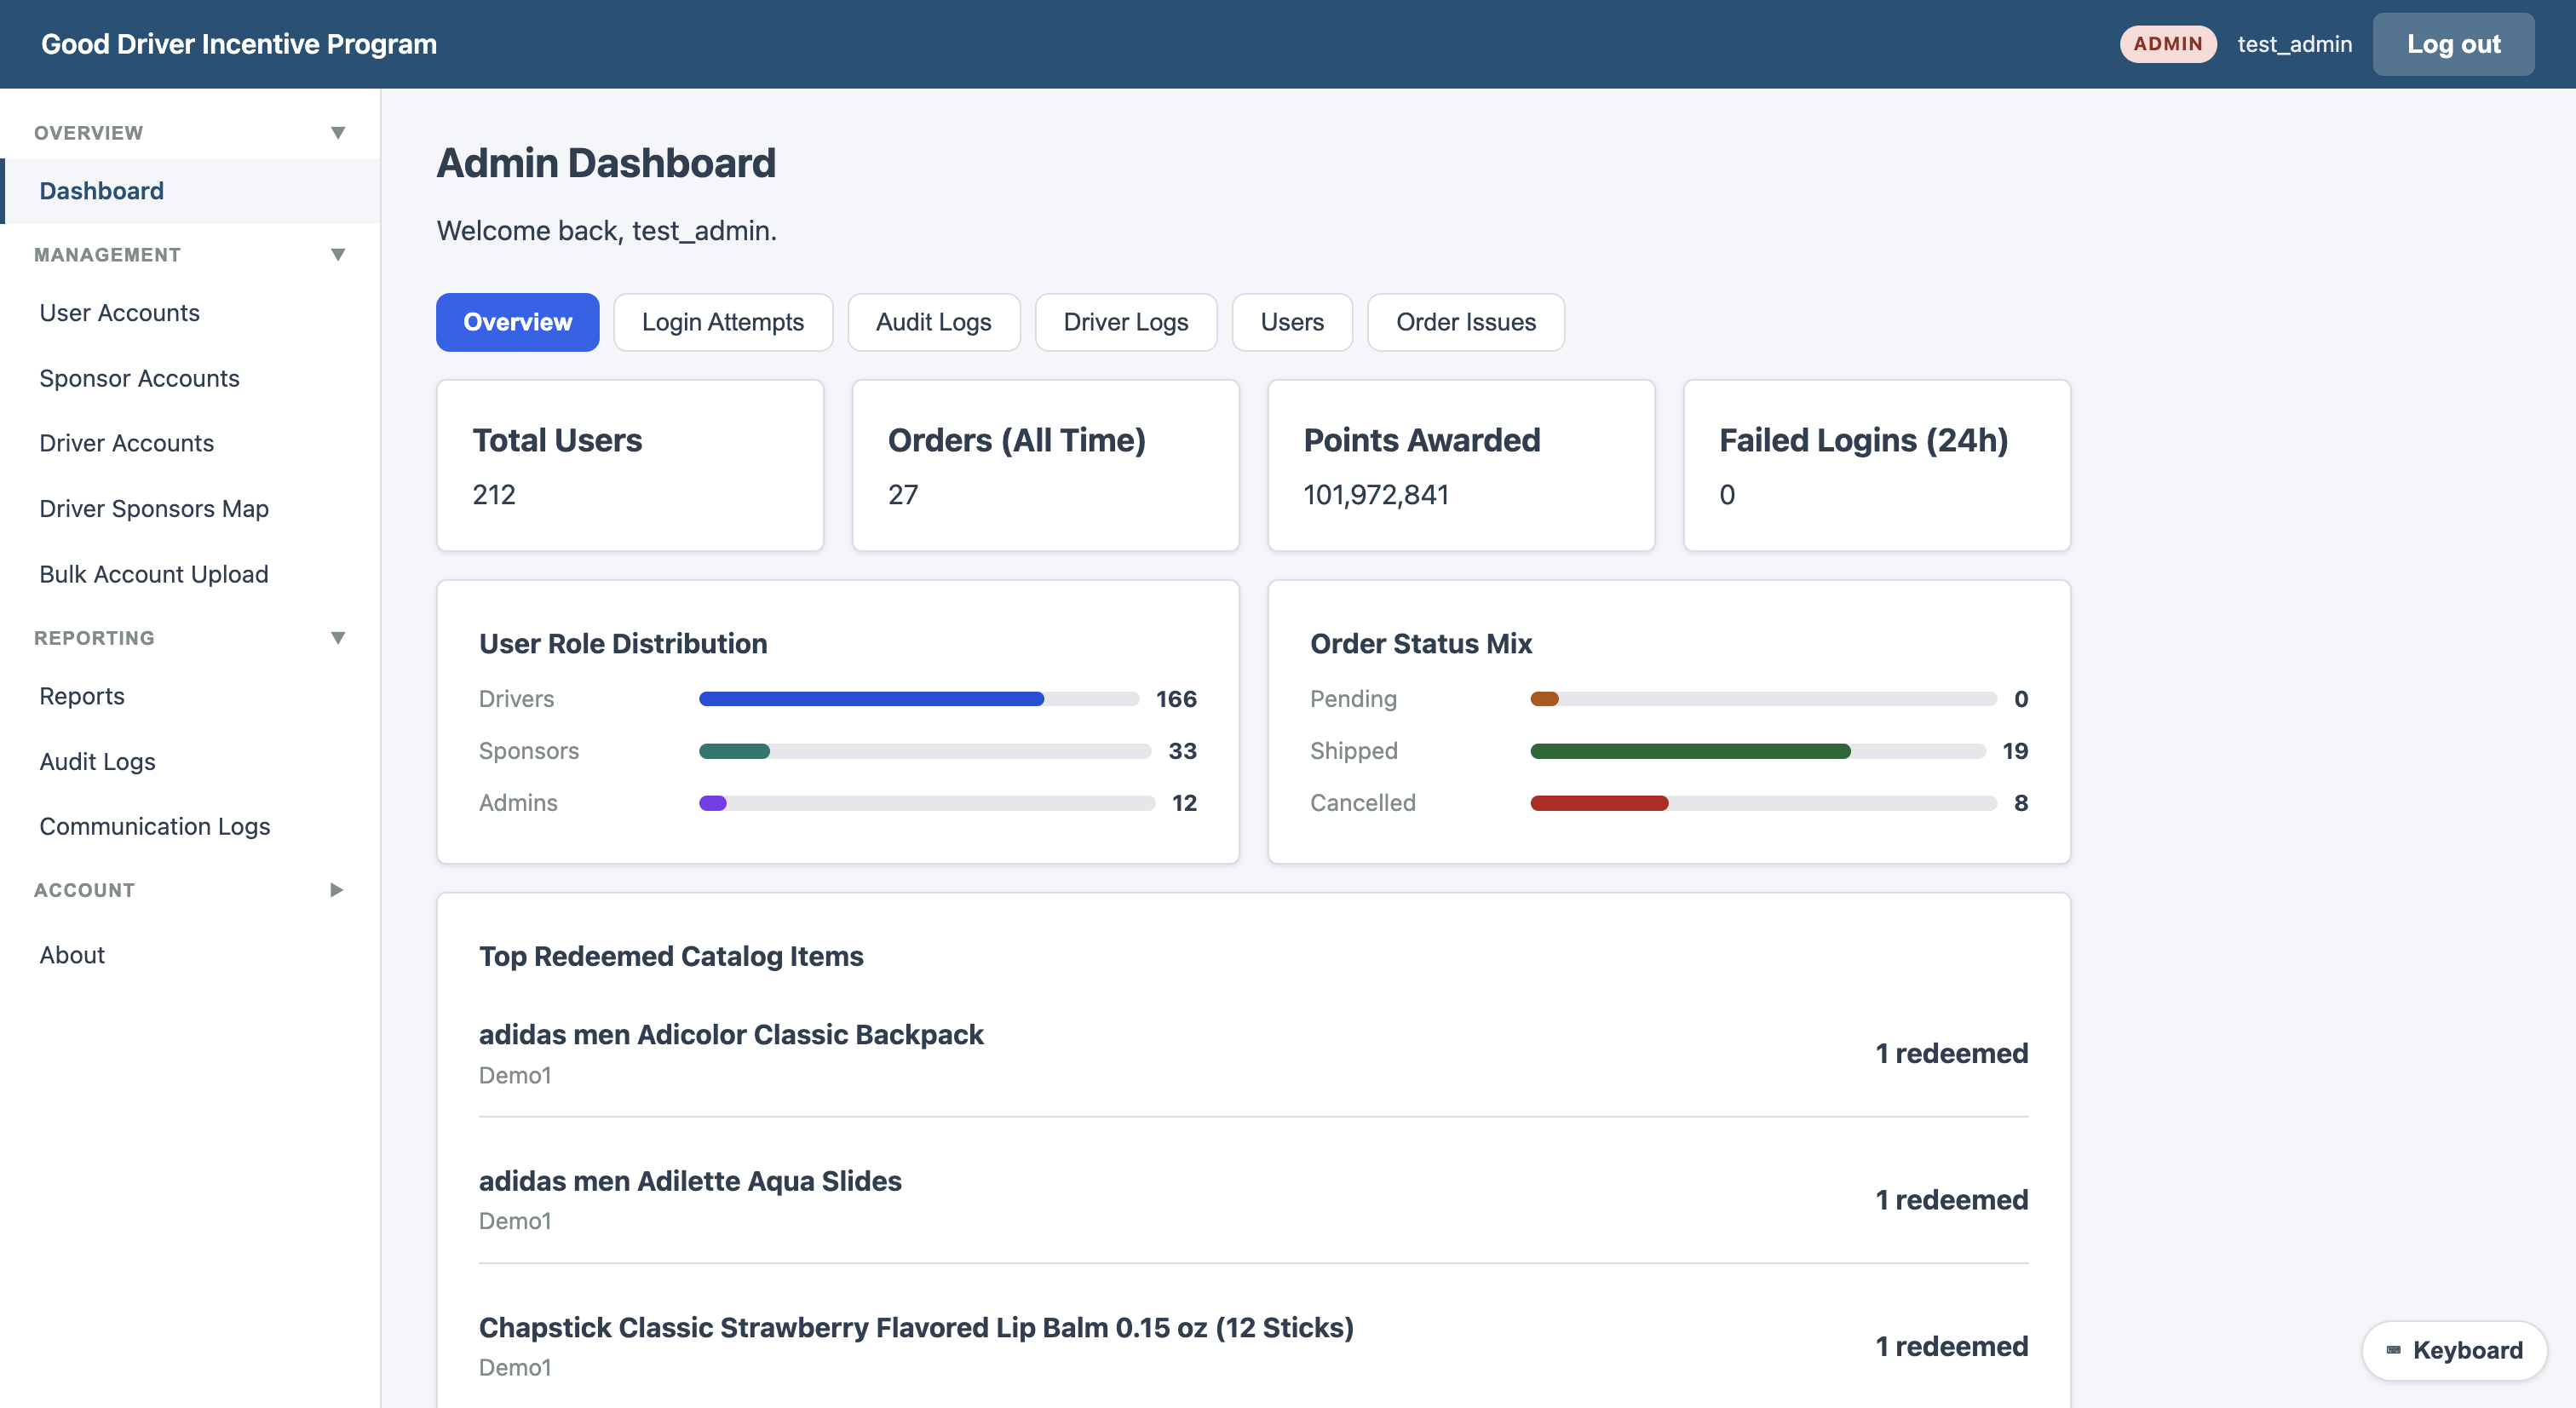 Good Driver Incentive Program
ADMIN test_admin Log out
OVERVIEW ▼
Dashboard
MANAGEMENT ▼
User Accounts
Sponsor Accounts
Driver Accounts
Driver Sponsors Map
Bulk Account Upload
REPORTING ▼
Reports
Audit Logs
Communication Logs
ACCOUNT ▶
About
Admin Dashboard
Welcome back, test_admin.
Overview Login Attempts Audit Logs Driver Logs Users Order Issues
Total Users
212
Orders (All Time)
27
Points Awarded
101,972,841
Failed Logins (24h)
0
User Role Distribution
Drivers 166
Sponsors 33
Admins 12
Order Status Mix
Pending 0
Shipped 19
Cancelled 8
Top Redeemed Catalog Items
adidas men Adicolor Classic Backpack
Demo1
1 redeemed
adidas men Adilette Aqua Slides
Demo1
1 redeemed
Chapstick Classic Strawberry Flavored Lip Balm 0.15 oz (12 Sticks)
Demo1
1 redeemed
Keyboard